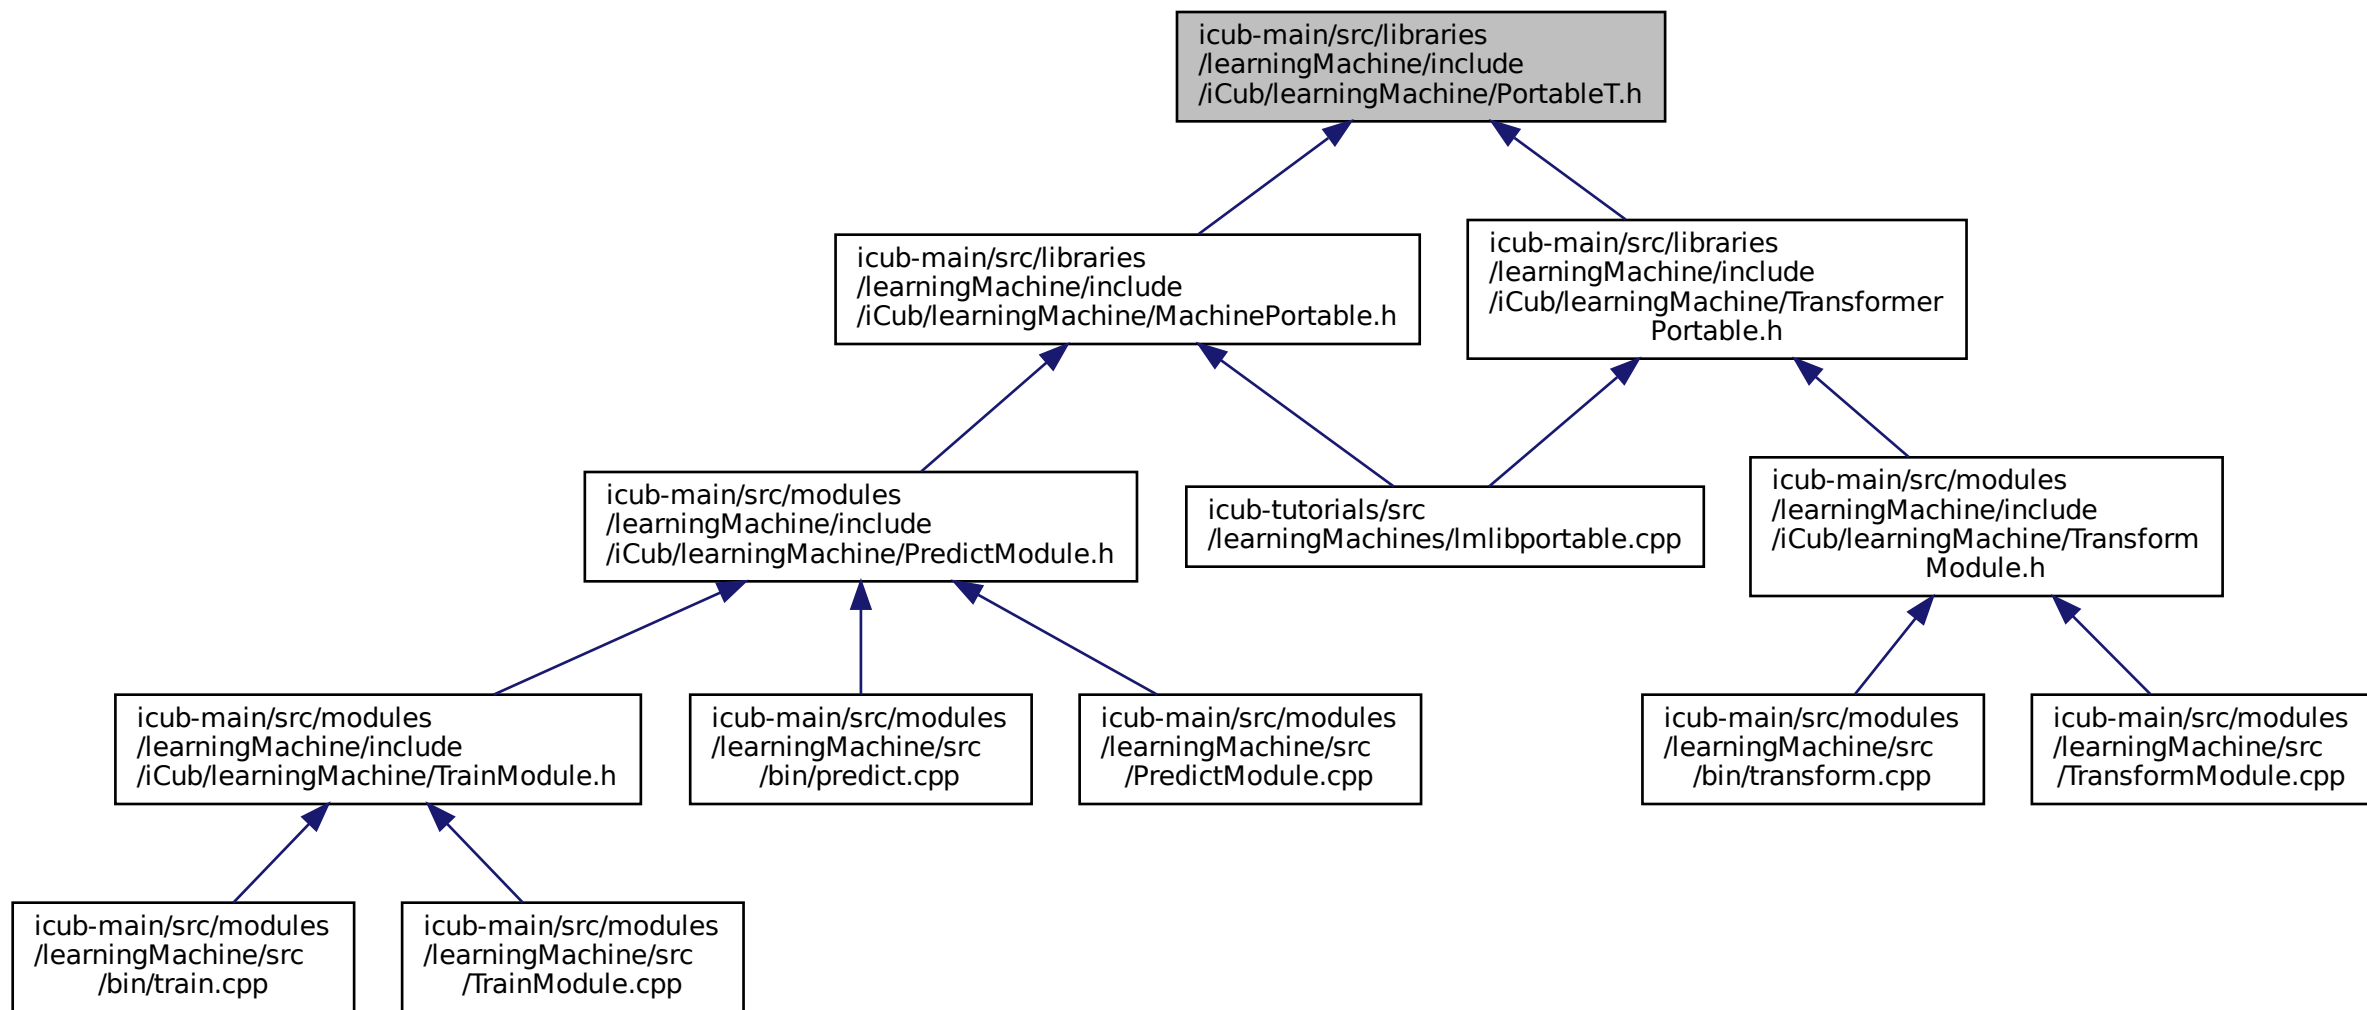 icub-main/src/libraries
/learningMachine/include
/iCub/learningMachine/PortableT.h
icub-main/src/libraries
/learningMachine/include
/iCub/learningMachine/MachinePortable.h
icub-main/src/libraries
/learningMachine/include
/iCub/learningMachine/Transformer
Portable.h
icub-main/src/modules
/learningMachine/include
/iCub/learningMachine/PredictModule.h
icub-tutorials/src
/learningMachines/lmlibportable.cpp
icub-main/src/modules
/learningMachine/include
/iCub/learningMachine/Transform
Module.h
icub-main/src/modules
/learningMachine/include
/iCub/learningMachine/TrainModule.h
icub-main/src/modules
/learningMachine/src
/bin/predict.cpp
icub-main/src/modules
/learningMachine/src
/PredictModule.cpp
icub-main/src/modules
/learningMachine/src
/bin/transform.cpp
icub-main/src/modules
/learningMachine/src
/TransformModule.cpp
icub-main/src/modules
/learningMachine/src
/bin/train.cpp
icub-main/src/modules
/learningMachine/src
/TrainModule.cpp